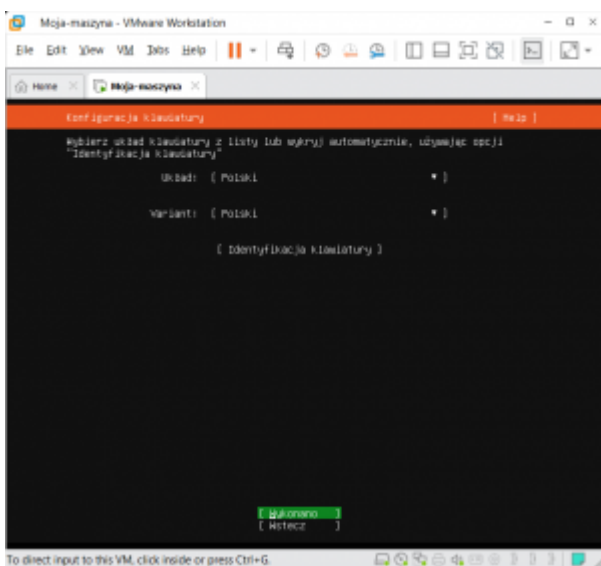 Moja-maszyna - VMware Workstation
File Edit View VM Tabs Help
Home Moja-maszyna
Konfiguracja klawiatury [ Help ]
Wybierz układ klawiatury z listy lub wykryj automatycznie, używając opcji
"Identyfikacja klawiatury"
Układ: [ Polski ▾ ]
Wariant: [ Polski ▾ ]
[ Identyfikacja klawiatury ]
[ Wykonano ]
[ Wstecz ]
To direct input to this VM, click inside or press Ctrl+G.